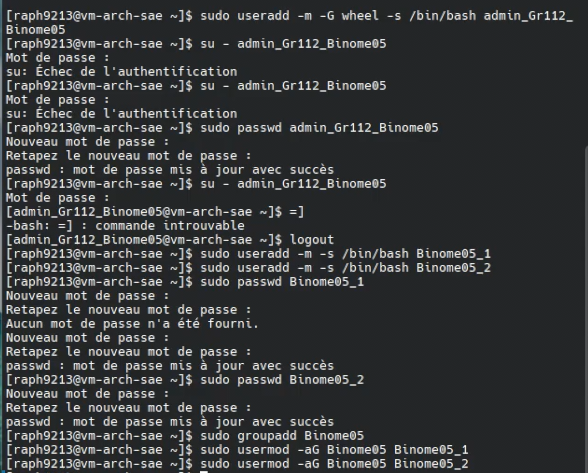 [raph9213@vm-arch-sae ~]$ sudo useradd -m -G wheel -s /bin/bash admin_Gr112_
Binome05
[raph9213@vm-arch-sae ~]$ su - admin_Gr112_Binome05
Mot de passe :
su: Échec de l'authentification
[raph9213@vm-arch-sae ~]$ su - admin_Gr112_Binome05
Mot de passe :
su: Échec de l'authentification
[raph9213@vm-arch-sae ~]$ sudo passwd admin_Gr112_Binome05
Nouveau mot de passe :
Retapez le nouveau mot de passe :
passwd : mot de passe mis à jour avec succès
[raph9213@vm-arch-sae ~]$ su - admin_Gr112_Binome05
Mot de passe :
[admin_Gr112_Binome05@vm-arch-sae ~]$ =]
-bash: =] : commande introuvable
[admin_Gr112_Binome05@vm-arch-sae ~]$ logout
[raph9213@vm-arch-sae ~]$ sudo useradd -m -s /bin/bash Binome05_1
[raph9213@vm-arch-sae ~]$ sudo useradd -m -s /bin/bash Binome05_2
[raph9213@vm-arch-sae ~]$ sudo passwd Binome05_1
Nouveau mot de passe :
Retapez le nouveau mot de passe :
Aucun mot de passe n'a été fourni.
Nouveau mot de passe :
Retapez le nouveau mot de passe :
passwd : mot de passe mis à jour avec succès
[raph9213@vm-arch-sae ~]$ sudo passwd Binome05_2
Nouveau mot de passe :
Retapez le nouveau mot de passe :
passwd : mot de passe mis à jour avec succès
[raph9213@vm-arch-sae ~]$ sudo groupadd Binome05
[raph9213@vm-arch-sae ~]$ sudo usermod -aG Binome05 Binome05_1
[raph9213@vm-arch-sae ~]$ sudo usermod -aG Binome05 Binome05_2